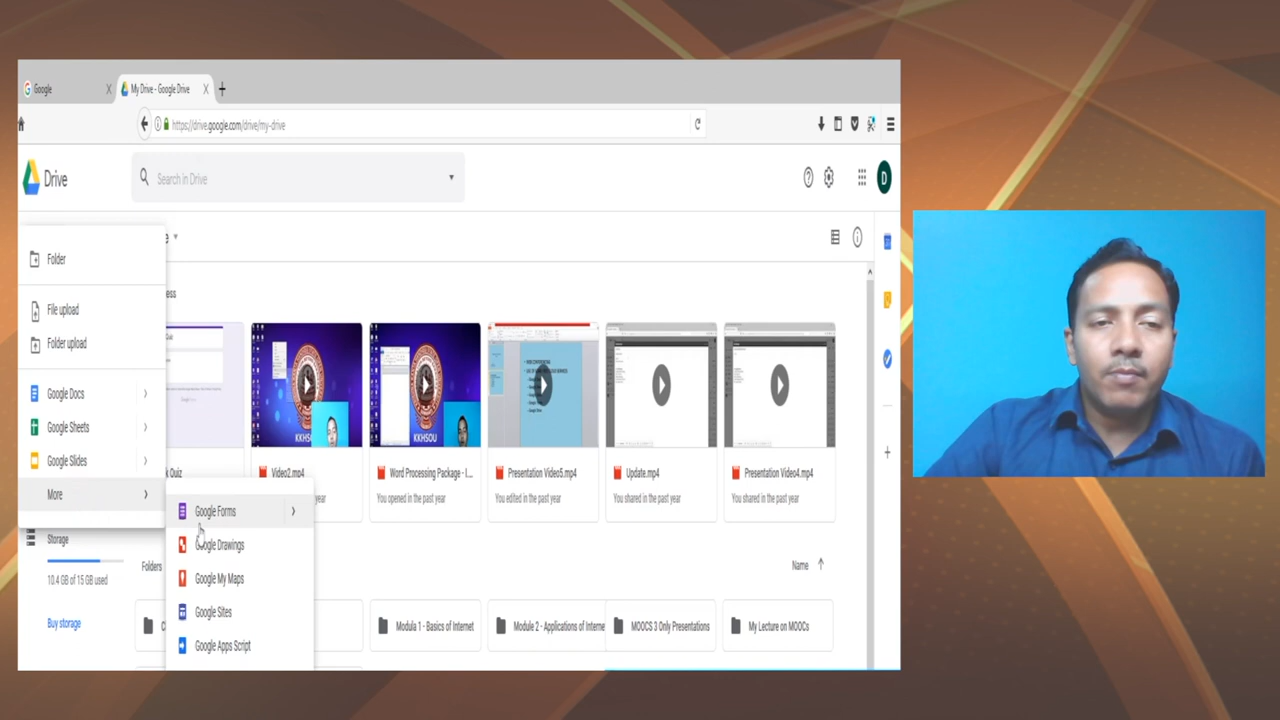 Google
My Drive - Google Drive
https://drive.google.com/drive/my-drive
Drive
Search in Drive
D
Folder
File upload
Folder upload
Google Docs
Google Sheets
Google Slides
More
Quiz
KKHSOU
Video2.mp4
year
KKHSOU
Word Processing Package - I...
You opened in the past year
Presentation Video5.mp4
You edited in the past year
Update.mp4
You shared in the past year
Presentation Video4.mp4
You shared in the past year
Google Forms
Google Drawings
Google My Maps
Google Sites
Google Apps Script
Storage
10.4 GB of 15 GB used
Buy storage
Folders
Name
Modula 1 - Basics of Internet
Module 2 - Applications of Interne
MOOCS 3 Only Presentations
My Lecture on MOOCs